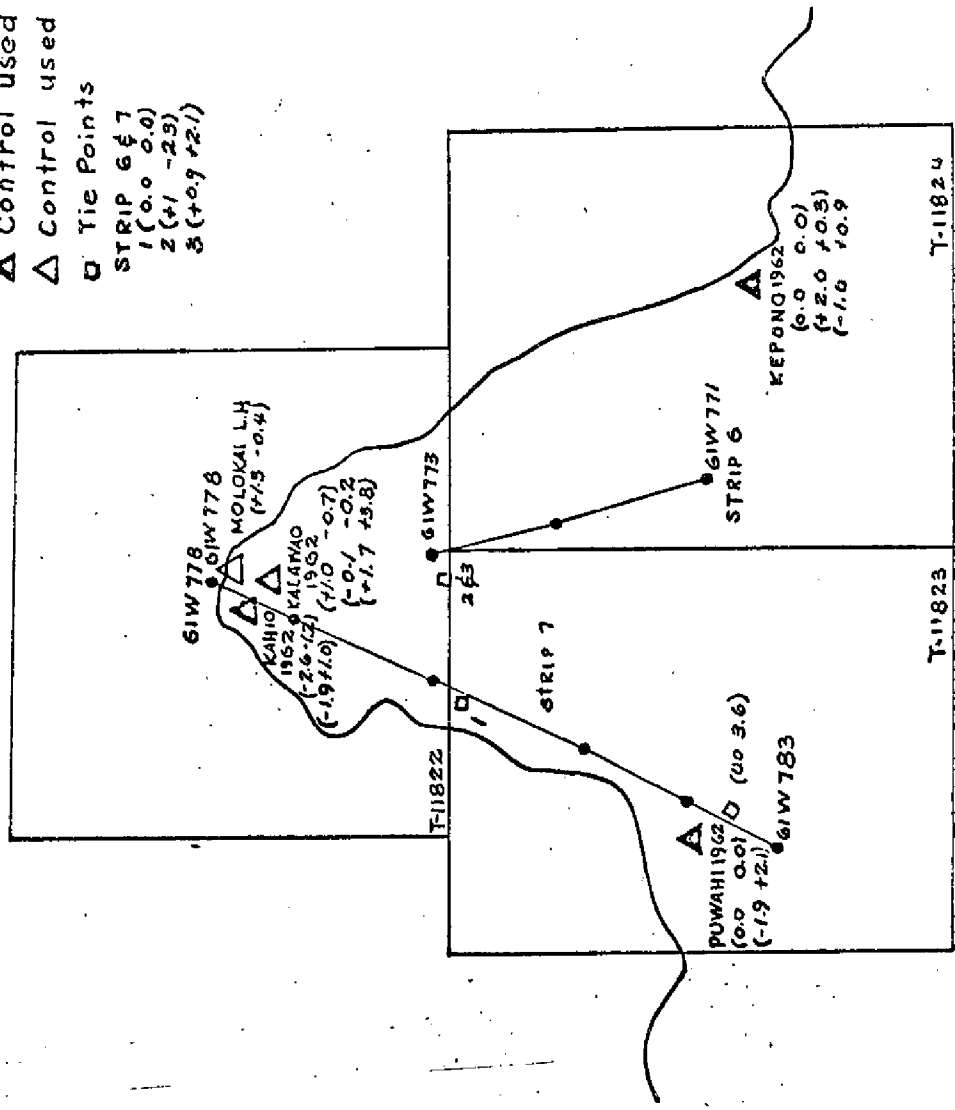 Control used
Control used
Tie Points
STRIP 6 & 7
1 (0.0 0.0)
2 (+1 -2.3)
3 (+0.9 +2.1)
61W778
61W778
MOLOKAI L.H
(+1.3 -0.4)
KALAWAO
1962
(+1.0 -0.7)
(-0.1 -0.2
(+1.7 +3.8)
KAHIO
1962
(-2.6 -1.2)
(-1.9 +1.0)
T-11822
61W773
2 & 3
1
STRIP 7
61W771
STRIP 6
KEPONO 1962
(0.0 0.0)
(+2.0 +0.3)
(-1.0 +0.9
PUWAHI 1962
(0.0 0.0)
(-1.9 +2.1)
61W783
T-11823
T-11824